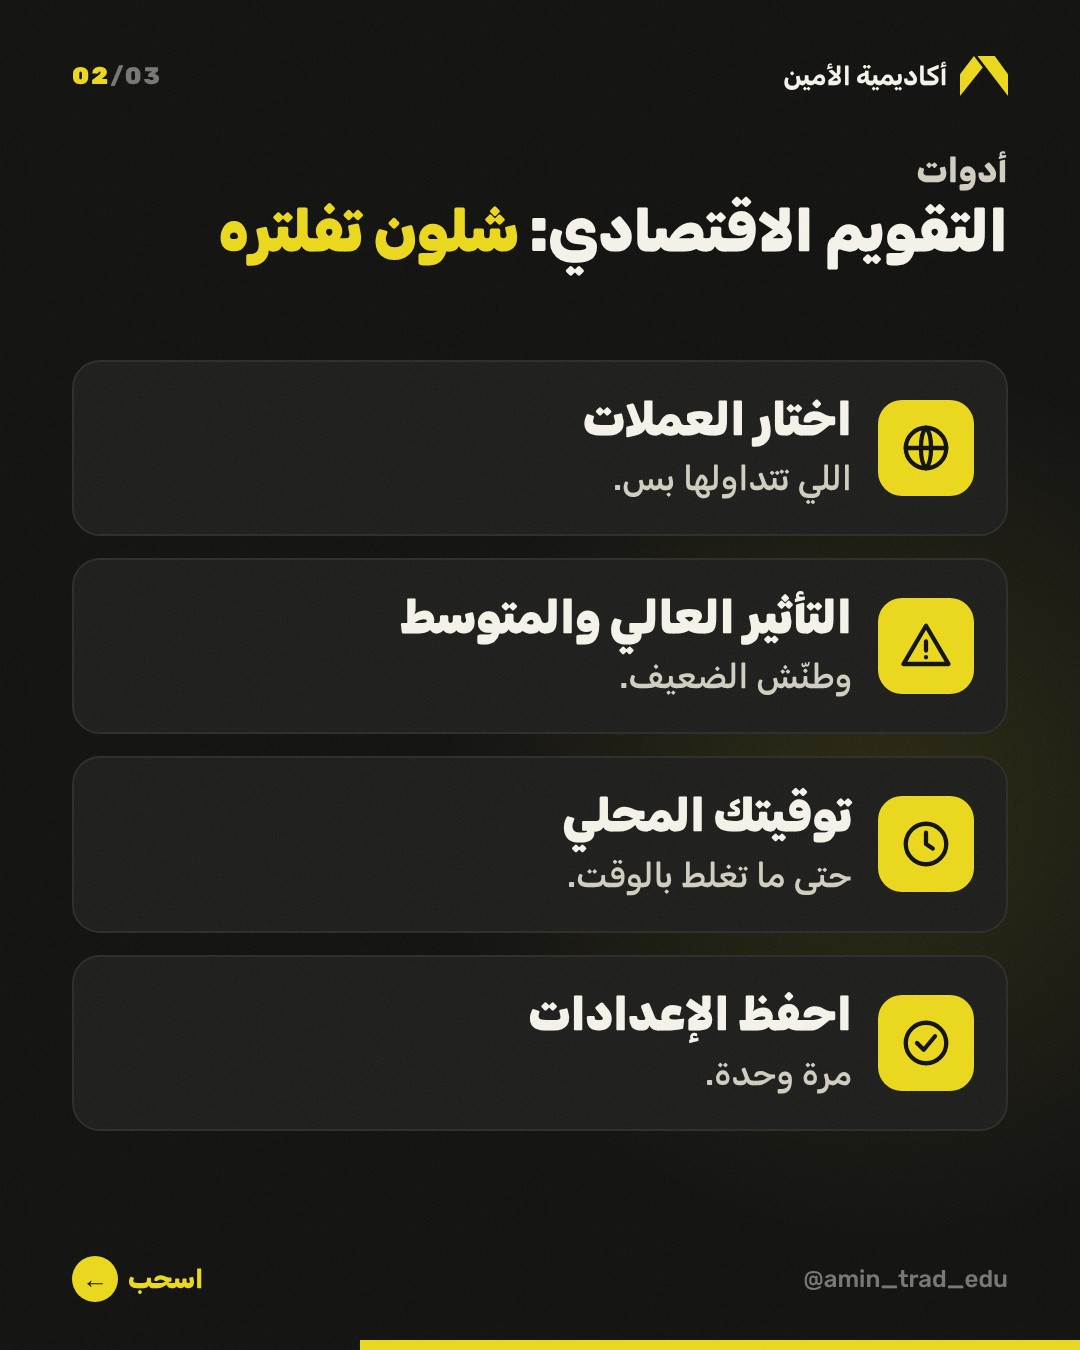 أكاديمية الأمين
02/03
أدوات
التقويم الاقتصادي: شلون تفلتره
اختار العملات
اللي تتداولها بس.
التأثير العالي والمتوسط
وطنّش الضعيف.
توقيتك المحلي
حتى ما تغلط بالوقت.
احفظ الإعدادات
مرة وحدة.
@amin_trad_edu
اسحب ←